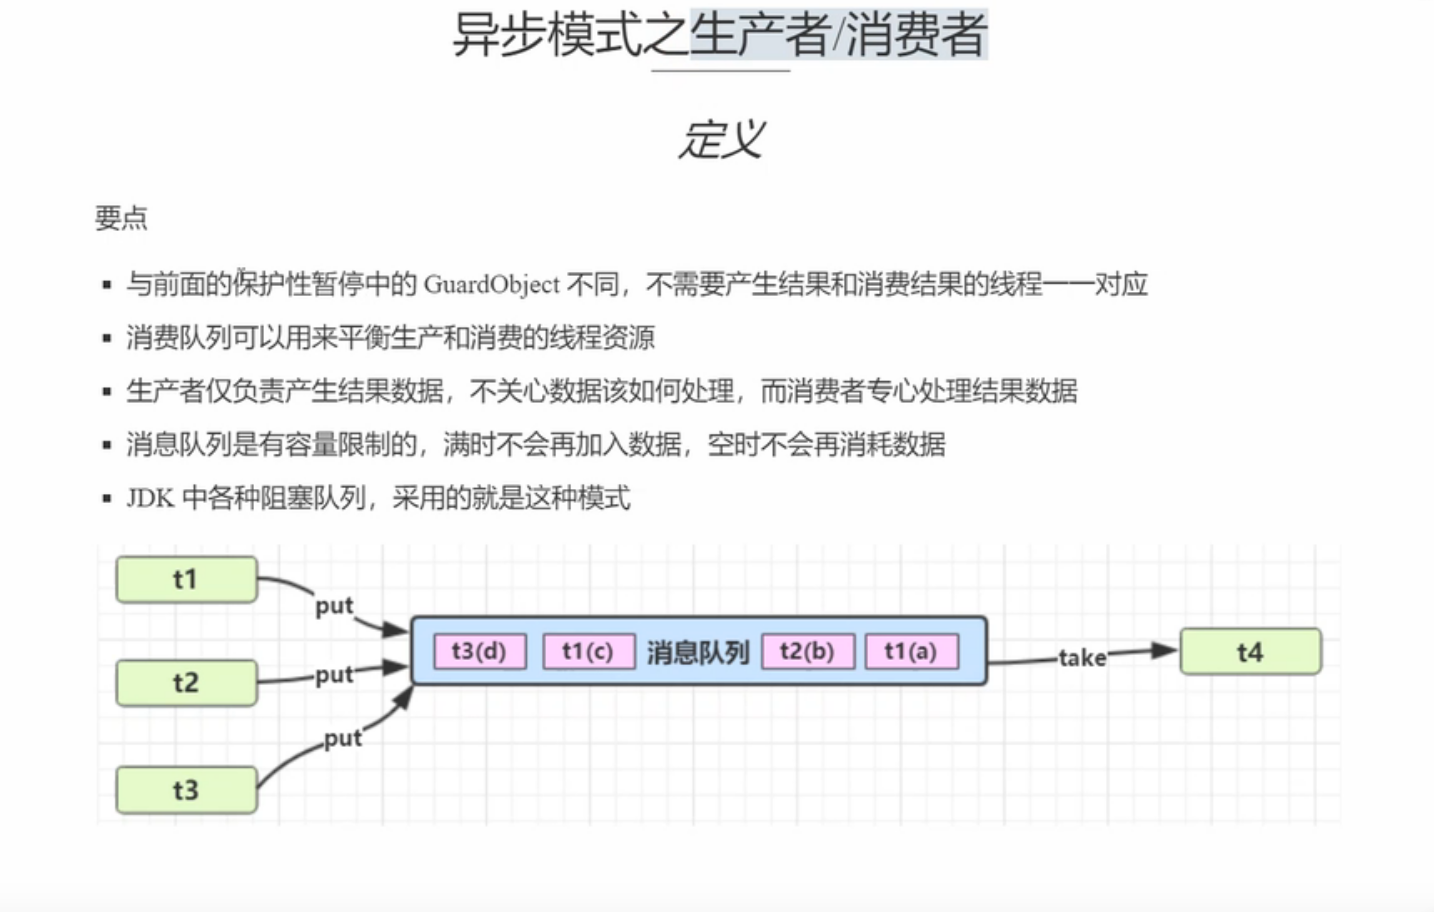 异步模式之生产者/消费者
定义
要点
与前面的保护性暂停中的 GuardObject 不同，不需要产生结果和消费结果的线程一一对应
消费队列可以用来平衡生产和消费的线程资源
生产者仅负责产生结果数据，不关心数据该如何处理，而消费者专心处理结果数据
消息队列是有容量限制的，满时不会再加入数据，空时不会再消耗数据
JDK 中各种阻塞队列，采用的就是这种模式
t1
put
t3(d) t1(c) 消息队列 t2(b) t1(a)
take
t4
t2
put
put
t3